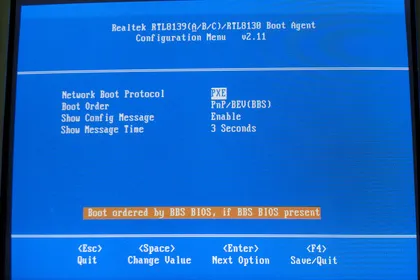 Realtek RTL8139(A/B/C)/RTL8130 Boot Agent
Configuration Menu v2.11
Network Boot Protocol PXE
Boot Order PnP/BEV(BBS)
Show Config Message Enable
Show Message Time 3 Seconds
Boot ordered by BBS BIOS, if BBS BIOS present
<Esc> <Space> <Enter> <F4>
Quit Change Value Next Option Save/Quit